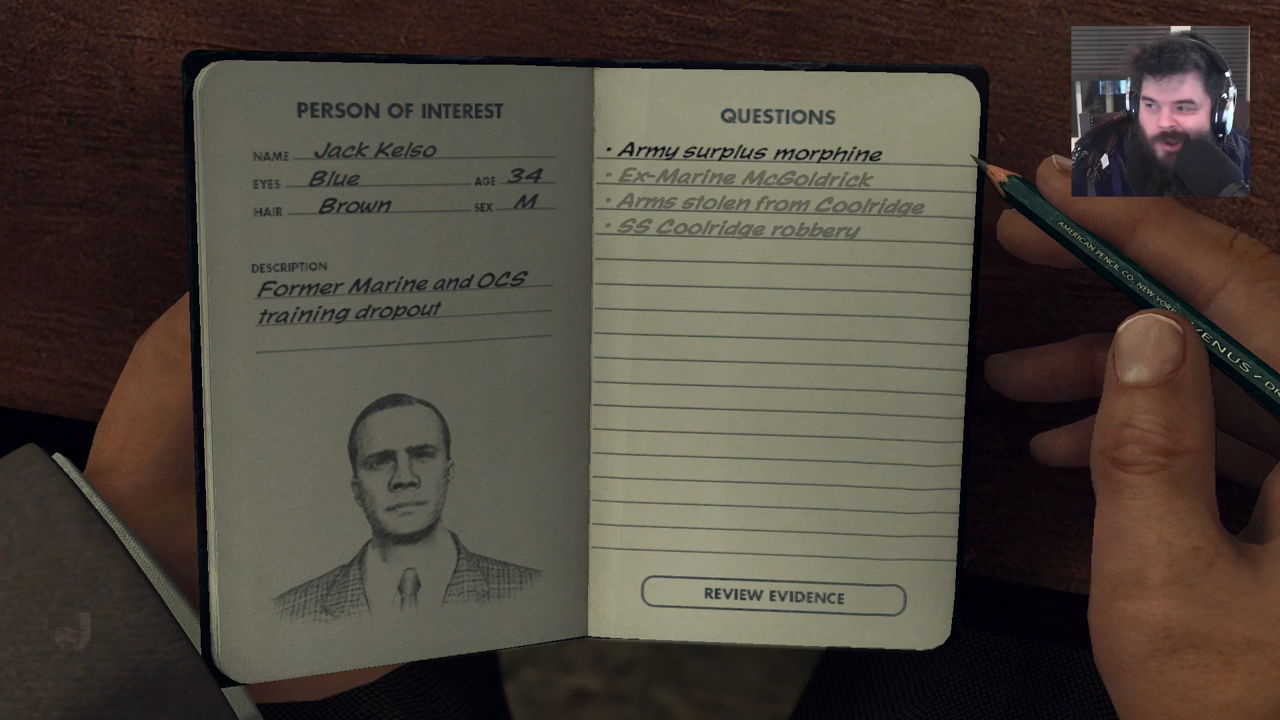 PERSON OF INTEREST
NAME Jack Kelso
EYES Blue AGE 34
HAIR Brown SEX M
DESCRIPTION
Former Marine and OCS
training dropout
QUESTIONS
• Army surplus morphine
• Ex-Marine McGoldrick
• Arms stolen from Coolridge
• SS Coolridge robbery
REVIEW EVIDENCE
AMERICAN PENCIL CO. NEW YORK
VENUS